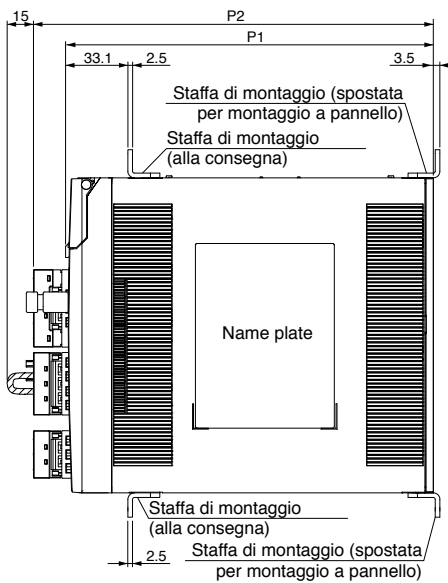 15
P2
P1
33.1
2.5
3.5
Staffa di montaggio (spostata
per montaggio a pannello)
Staffa di montaggio
(alla consegna)
Name plate
Staffa di montaggio
(alla consegna)
2.5
Staffa di montaggio (spostata
per montaggio a pannello)